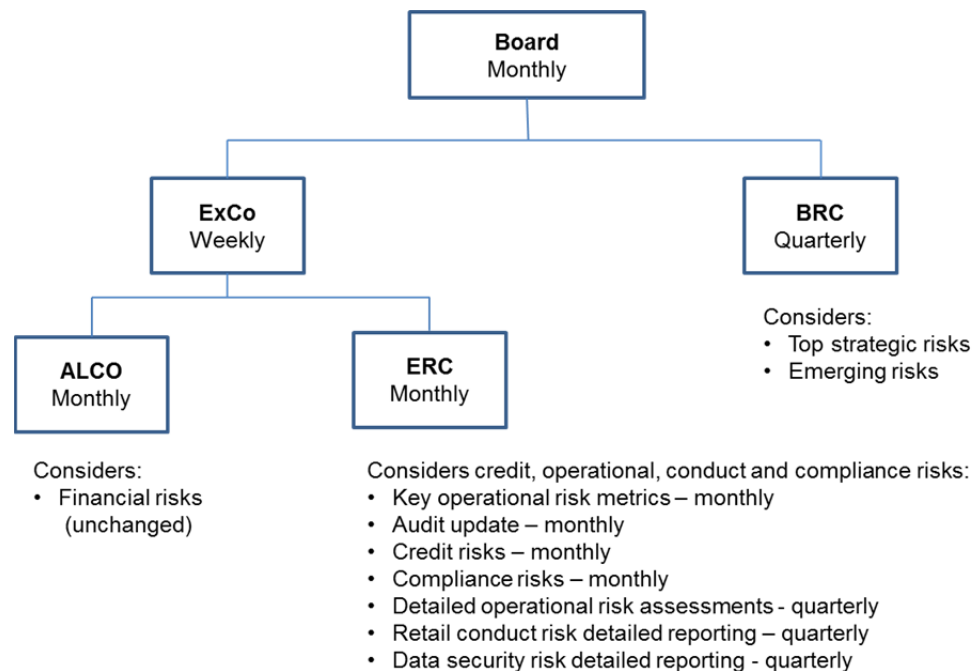 Board
Monthly
ExCo
Weekly
BRC
Quarterly
ALCO
Monthly
ERC
Monthly
Considers:
• Top strategic risks
• Emerging risks
Considers:
• Financial risks
(unchanged)
Considers credit, operational, conduct and compliance risks:
• Key operational risk metrics – monthly
• Audit update – monthly
• Credit risks – monthly
• Compliance risks – monthly
• Detailed operational risk assessments - quarterly
• Retail conduct risk detailed reporting – quarterly
• Data security risk detailed reporting - quarterly